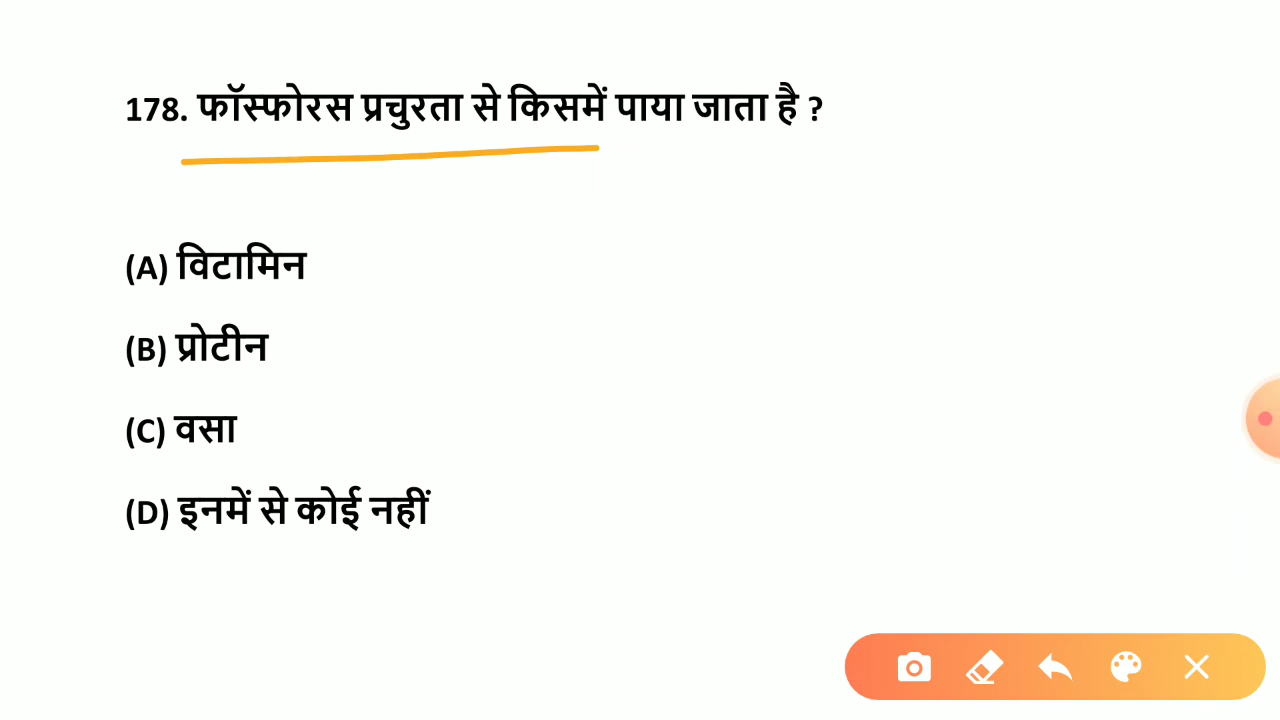 178. फॉस्फोरस प्रचुरता से किसमें पाया जाता है ?
(A) विटामिन
(B) प्रोटीन
(C) वसा
(D) इनमें से कोई नहीं